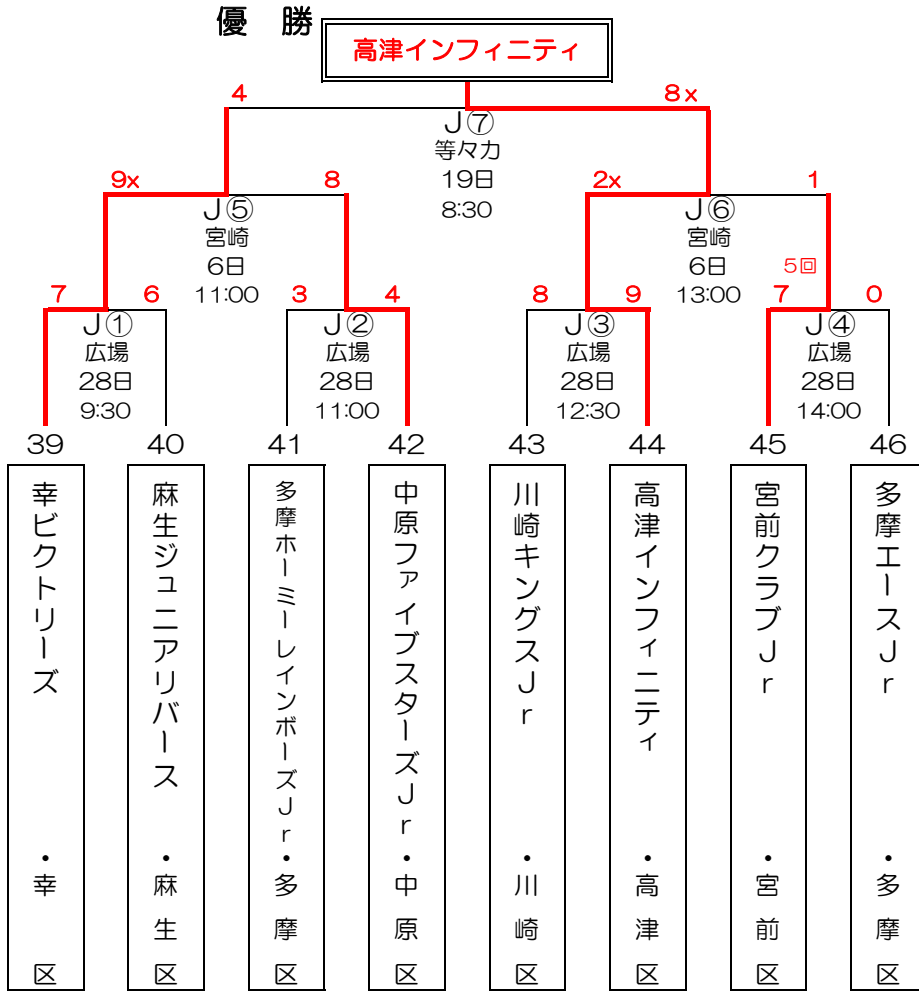 優　勝
高津インフィニティ
4
8x
J⑦
等々力
19日
8:30
9x
8
J⑤
宮崎
6日
11:00
2x
1
J⑥
宮崎
6日
13:00
5回
7
6
J①
広場
28日
9:30
3
4
J②
広場
28日
11:00
8
9
J③
広場
28日
12:30
7
0
J④
広場
28日
14:00
39
40
41
42
43
44
45
46
幸ビクトリーズ・幸区
麻生ジュニアリバース・麻生区
多摩ホーミーレインボーズJr・多摩区
中原ファイブスターズJr・中原区
川崎キングスJr・川崎区
高津インフィニティ・高津区
宮前クラブJr・宮前区
多摩エースJr・多摩区